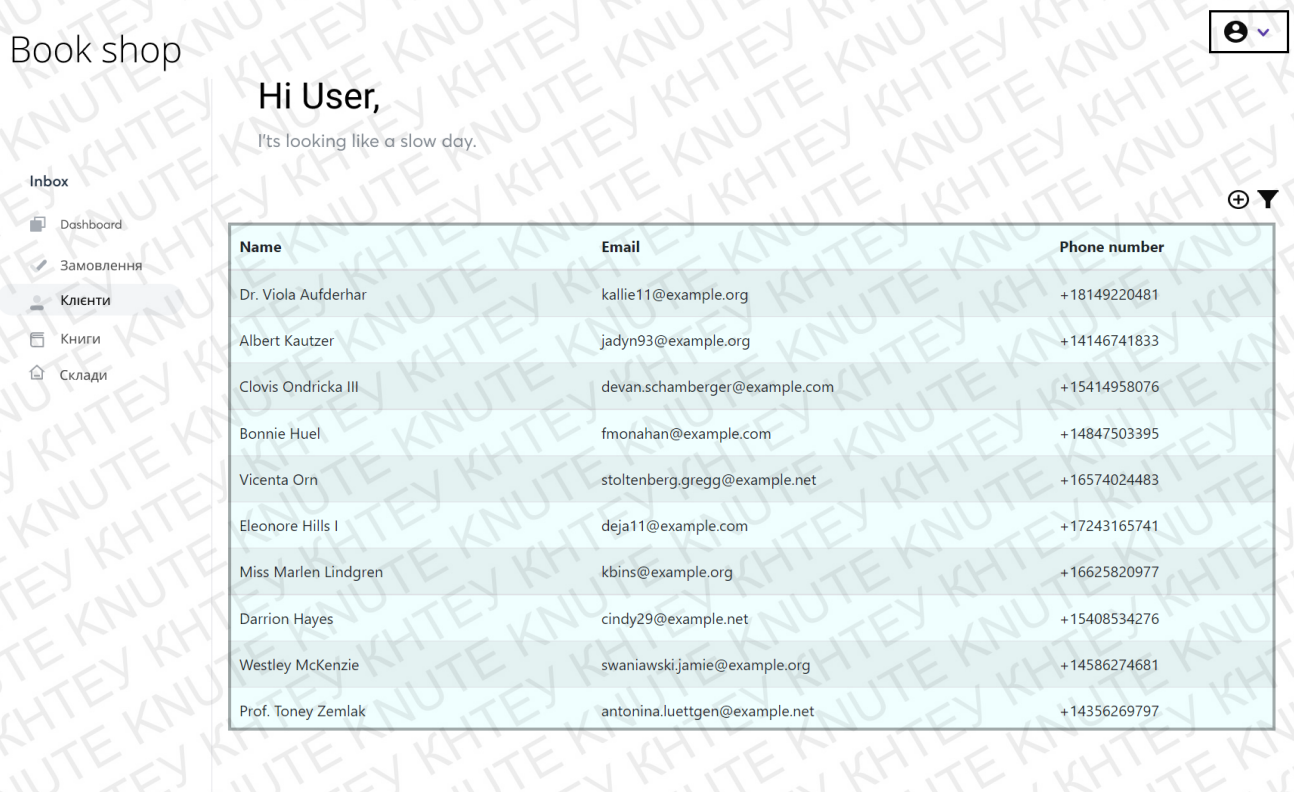 Book shop
Hi User,
I'ts looking like a slow day.
Inbox
Dashboard
Замовлення
Клієнти
Книги
Склади
Name Email Phone number
Dr. Viola Aufderhar kallie11@example.org +18149220481
Albert Kautzer jadyn93@example.org +14146741833
Clovis Ondricka III devan.schamberger@example.com +15414958076
Bonnie Huel fmonahan@example.com +14847503395
Vicenta Orn stoltenberg.gregg@example.net +16574024483
Eleonore Hills I deja11@example.com +17243165741
Miss Marlen Lindgren kbins@example.org +16625820977
Darrion Hayes cindy29@example.net +15408534276
Westley McKenzie swaniawski.jamie@example.org +14586274681
Prof. Toney Zemlak antonina.luettgen@example.net +14356269797
КНТЕУ KNUTE